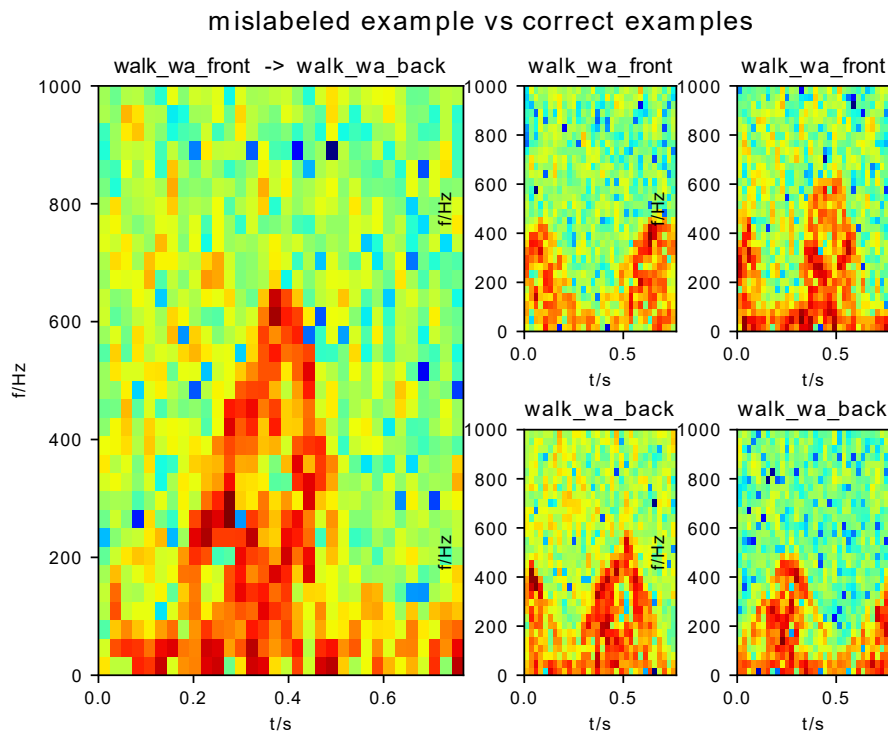 mislabeled example vs correct examples
walk_wa_front -> walk_wa_back
1000
800
600
400
200
0
f/Hz
0.0
0.2
0.4
0.6
t/s
walk_wa_front
1000
800
600
400
200
0
f/Hz
0.0
0.5
t/s
walk_wa_front
1000
800
600
400
200
0
f/Hz
0.0
0.5
t/s
walk_wa_back
1000
800
600
400
200
0
f/Hz
0.0
0.5
t/s
walk_wa_back
1000
800
600
400
200
0
f/Hz
0.0
0.5
t/s